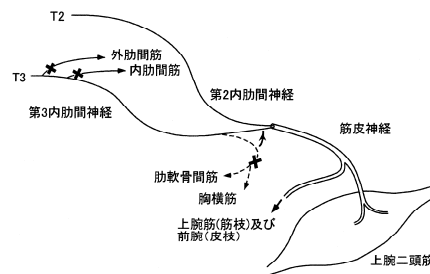 T2
外肋間筋
内肋間筋
T3
第3内肋間神経
第2内肋間神経
筋皮神経
肋軟骨間筋
胸横筋
上腕筋(筋枝)及び
前腕(皮枝)
上腕二頭筋